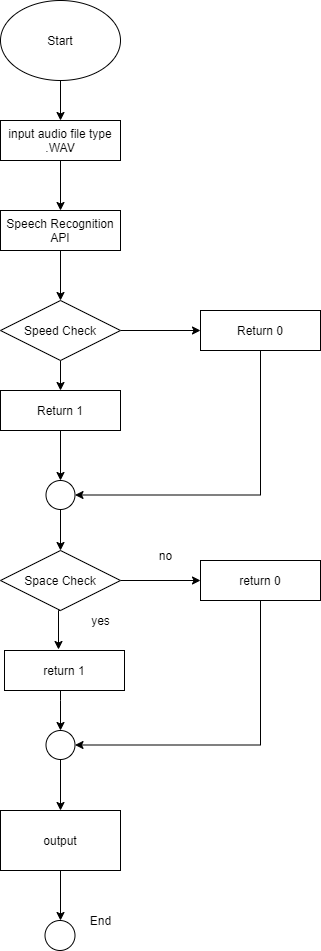 Start
input audio file type
.WAV
Speech Recognition
API
Speed Check
Return 0
Return 1
no
Space Check
return 0
yes
return 1
output
End